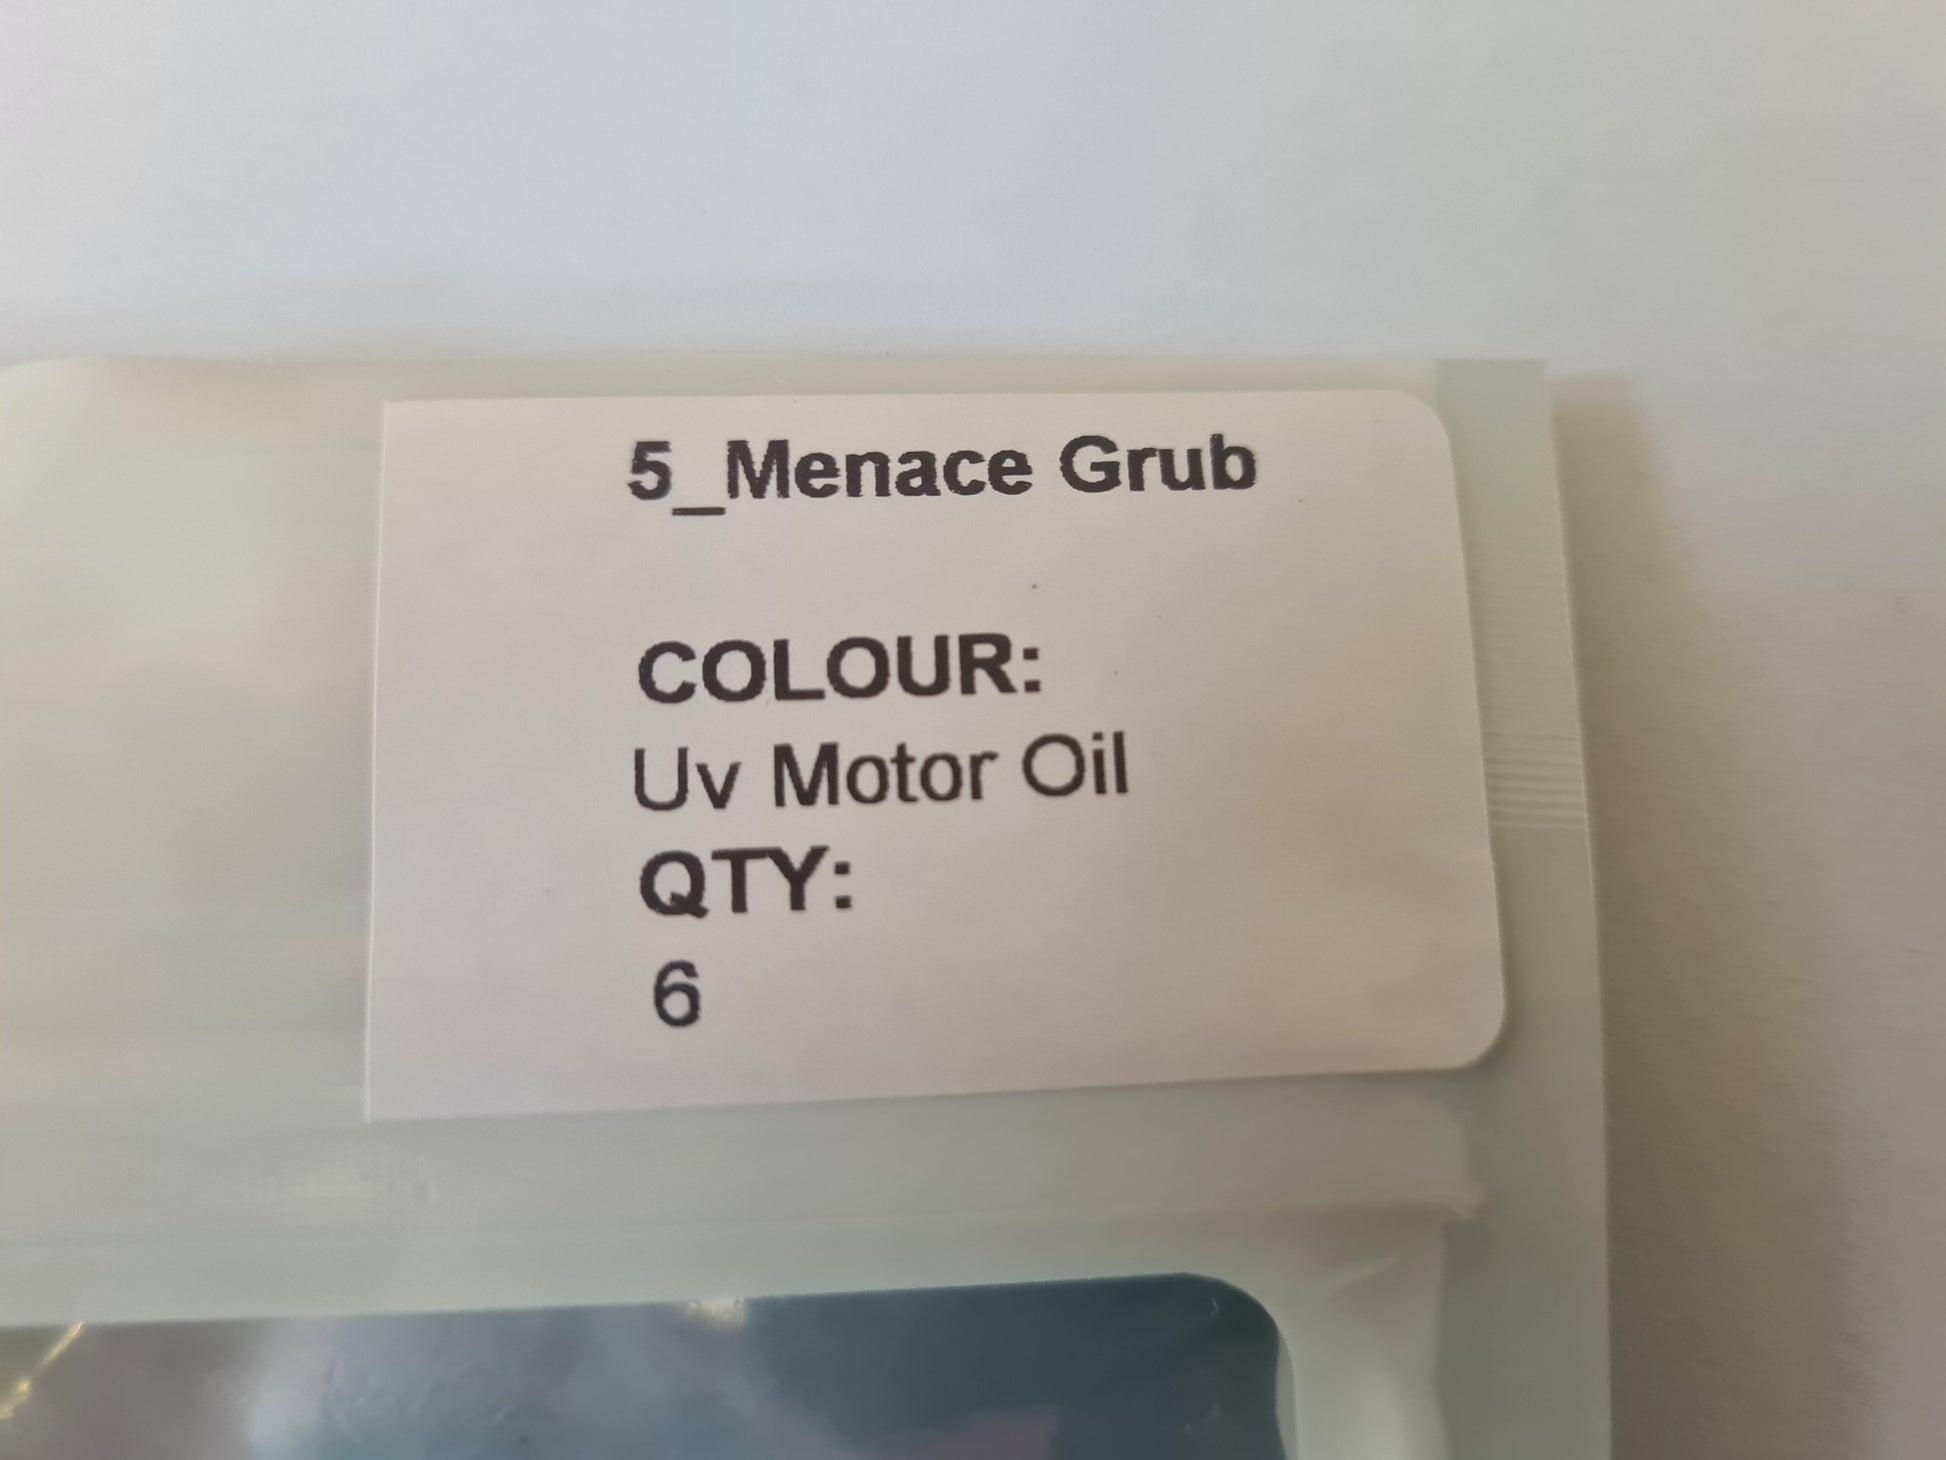 5_Menace Grub
COLOUR:
Uv Motor Oil
QTY:
6